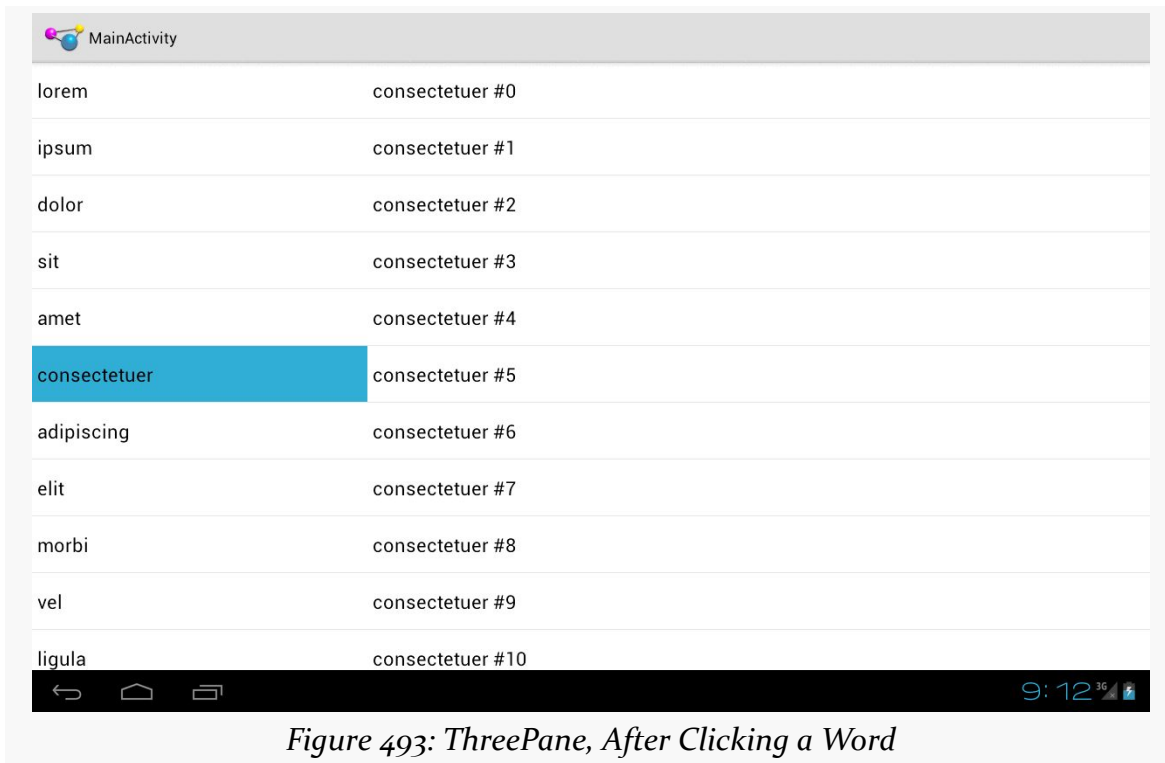 MainActivity
lorem consectetuer #0
ipsum consectetuer #1
dolor consectetuer #2
sit consectetuer #3
amet consectetuer #4
consectetuer consectetuer #5
adipiscing consectetuer #6
elit consectetuer #7
morbi consectetuer #8
vel consectetuer #9
ligula consectetuer #10
9:12 3G
Figure 493: ThreePane, After Clicking a Word